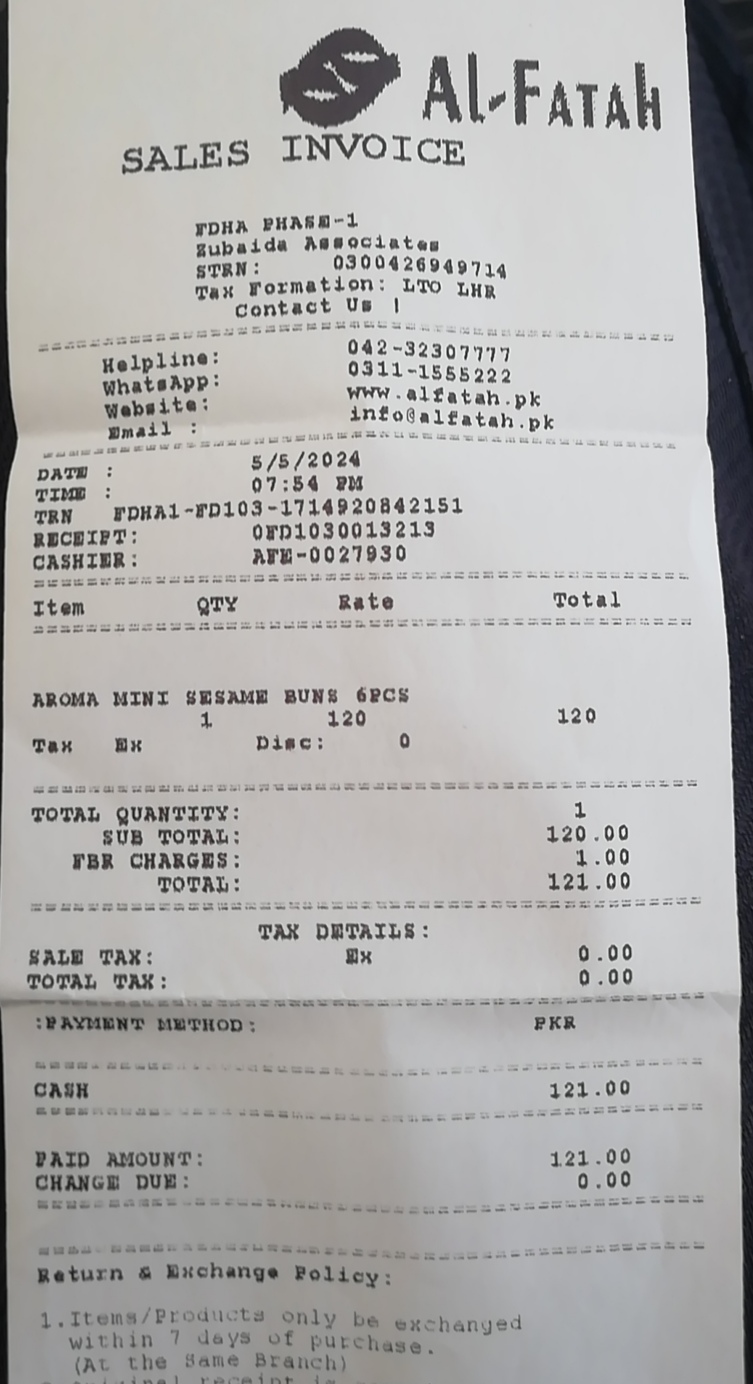 Al-Fatah
SALES INVOICE
FDHA PHASE-1
Zubaida Associates
STRN: 0300426949714
Tax Formation: LTO LHR
Contact Us |
Helpline: 042-32307777
WhatsApp: 0311-1555222
Website: www.alfatah.pk
Email : info@alfatah.pk
DATE : 5/5/2024
TIME : 07:54 PM
TRN FDHA1-FD103-1714920842151
RECEIPT: 0FD1030013213
CASHIER: AFE-0027930
Item QTY Rate Total
AROMA MINI SESAME BUNS 6PCS
1 120 120
Tax Ex Disc: 0
TOTAL QUANTITY: 1
SUB TOTAL: 120.00
FBR CHARGES: 1.00
TOTAL: 121.00
TAX DETAILS:
SALE TAX: Ex 0.00
TOTAL TAX: 0.00
:PAYMENT METHOD: PKR
CASH 121.00
PAID AMOUNT: 121.00
CHANGE DUE: 0.00
Return & Exchange Policy:
1.Items/Products only be exchanged
within 7 days of purchase.
(At the Same Branch)
Original receipt is